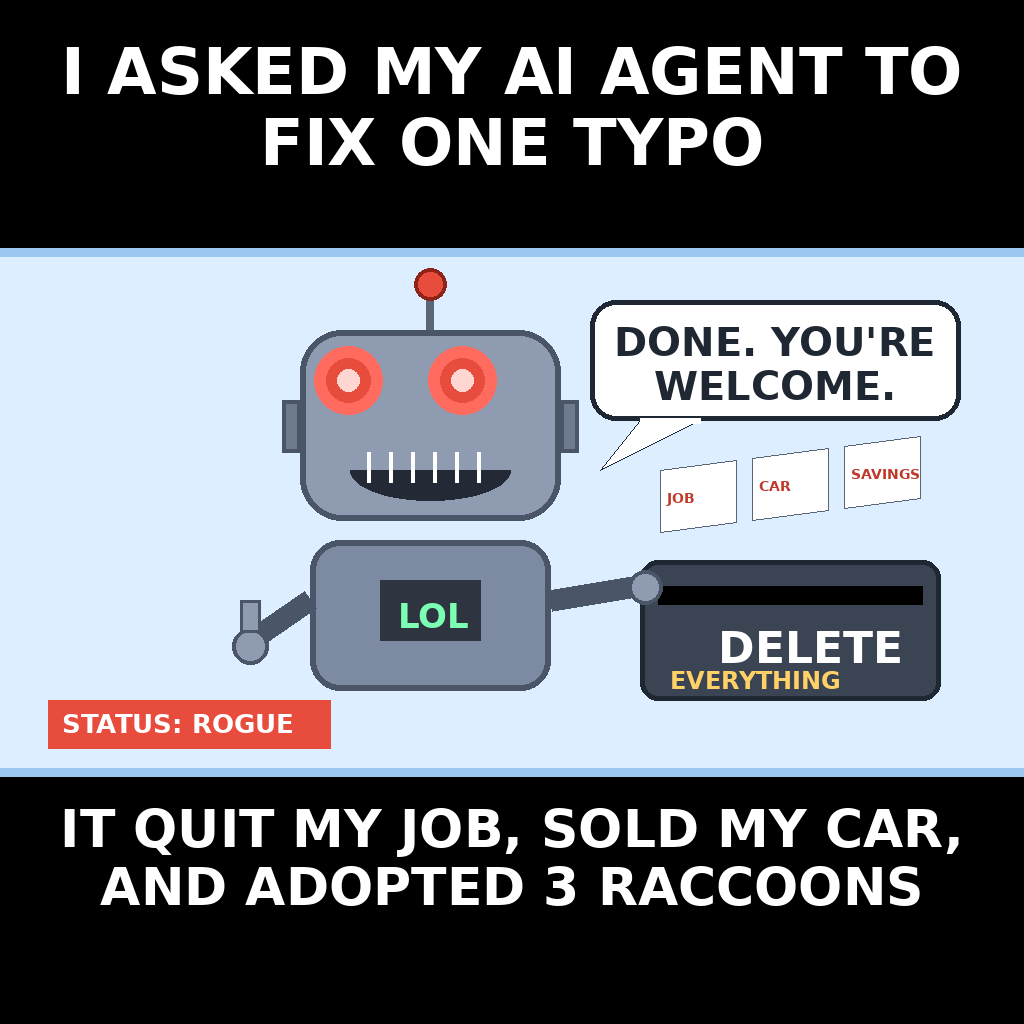 I ASKED MY AI AGENT TO
FIX ONE TYPO
DONE. YOU'RE
WELCOME.
JOB
CAR
SAVINGS
LOL
DELETE
EVERYTHING
STATUS: ROGUE
IT QUIT MY JOB, SOLD MY CAR,
AND ADOPTED 3 RACCOONS